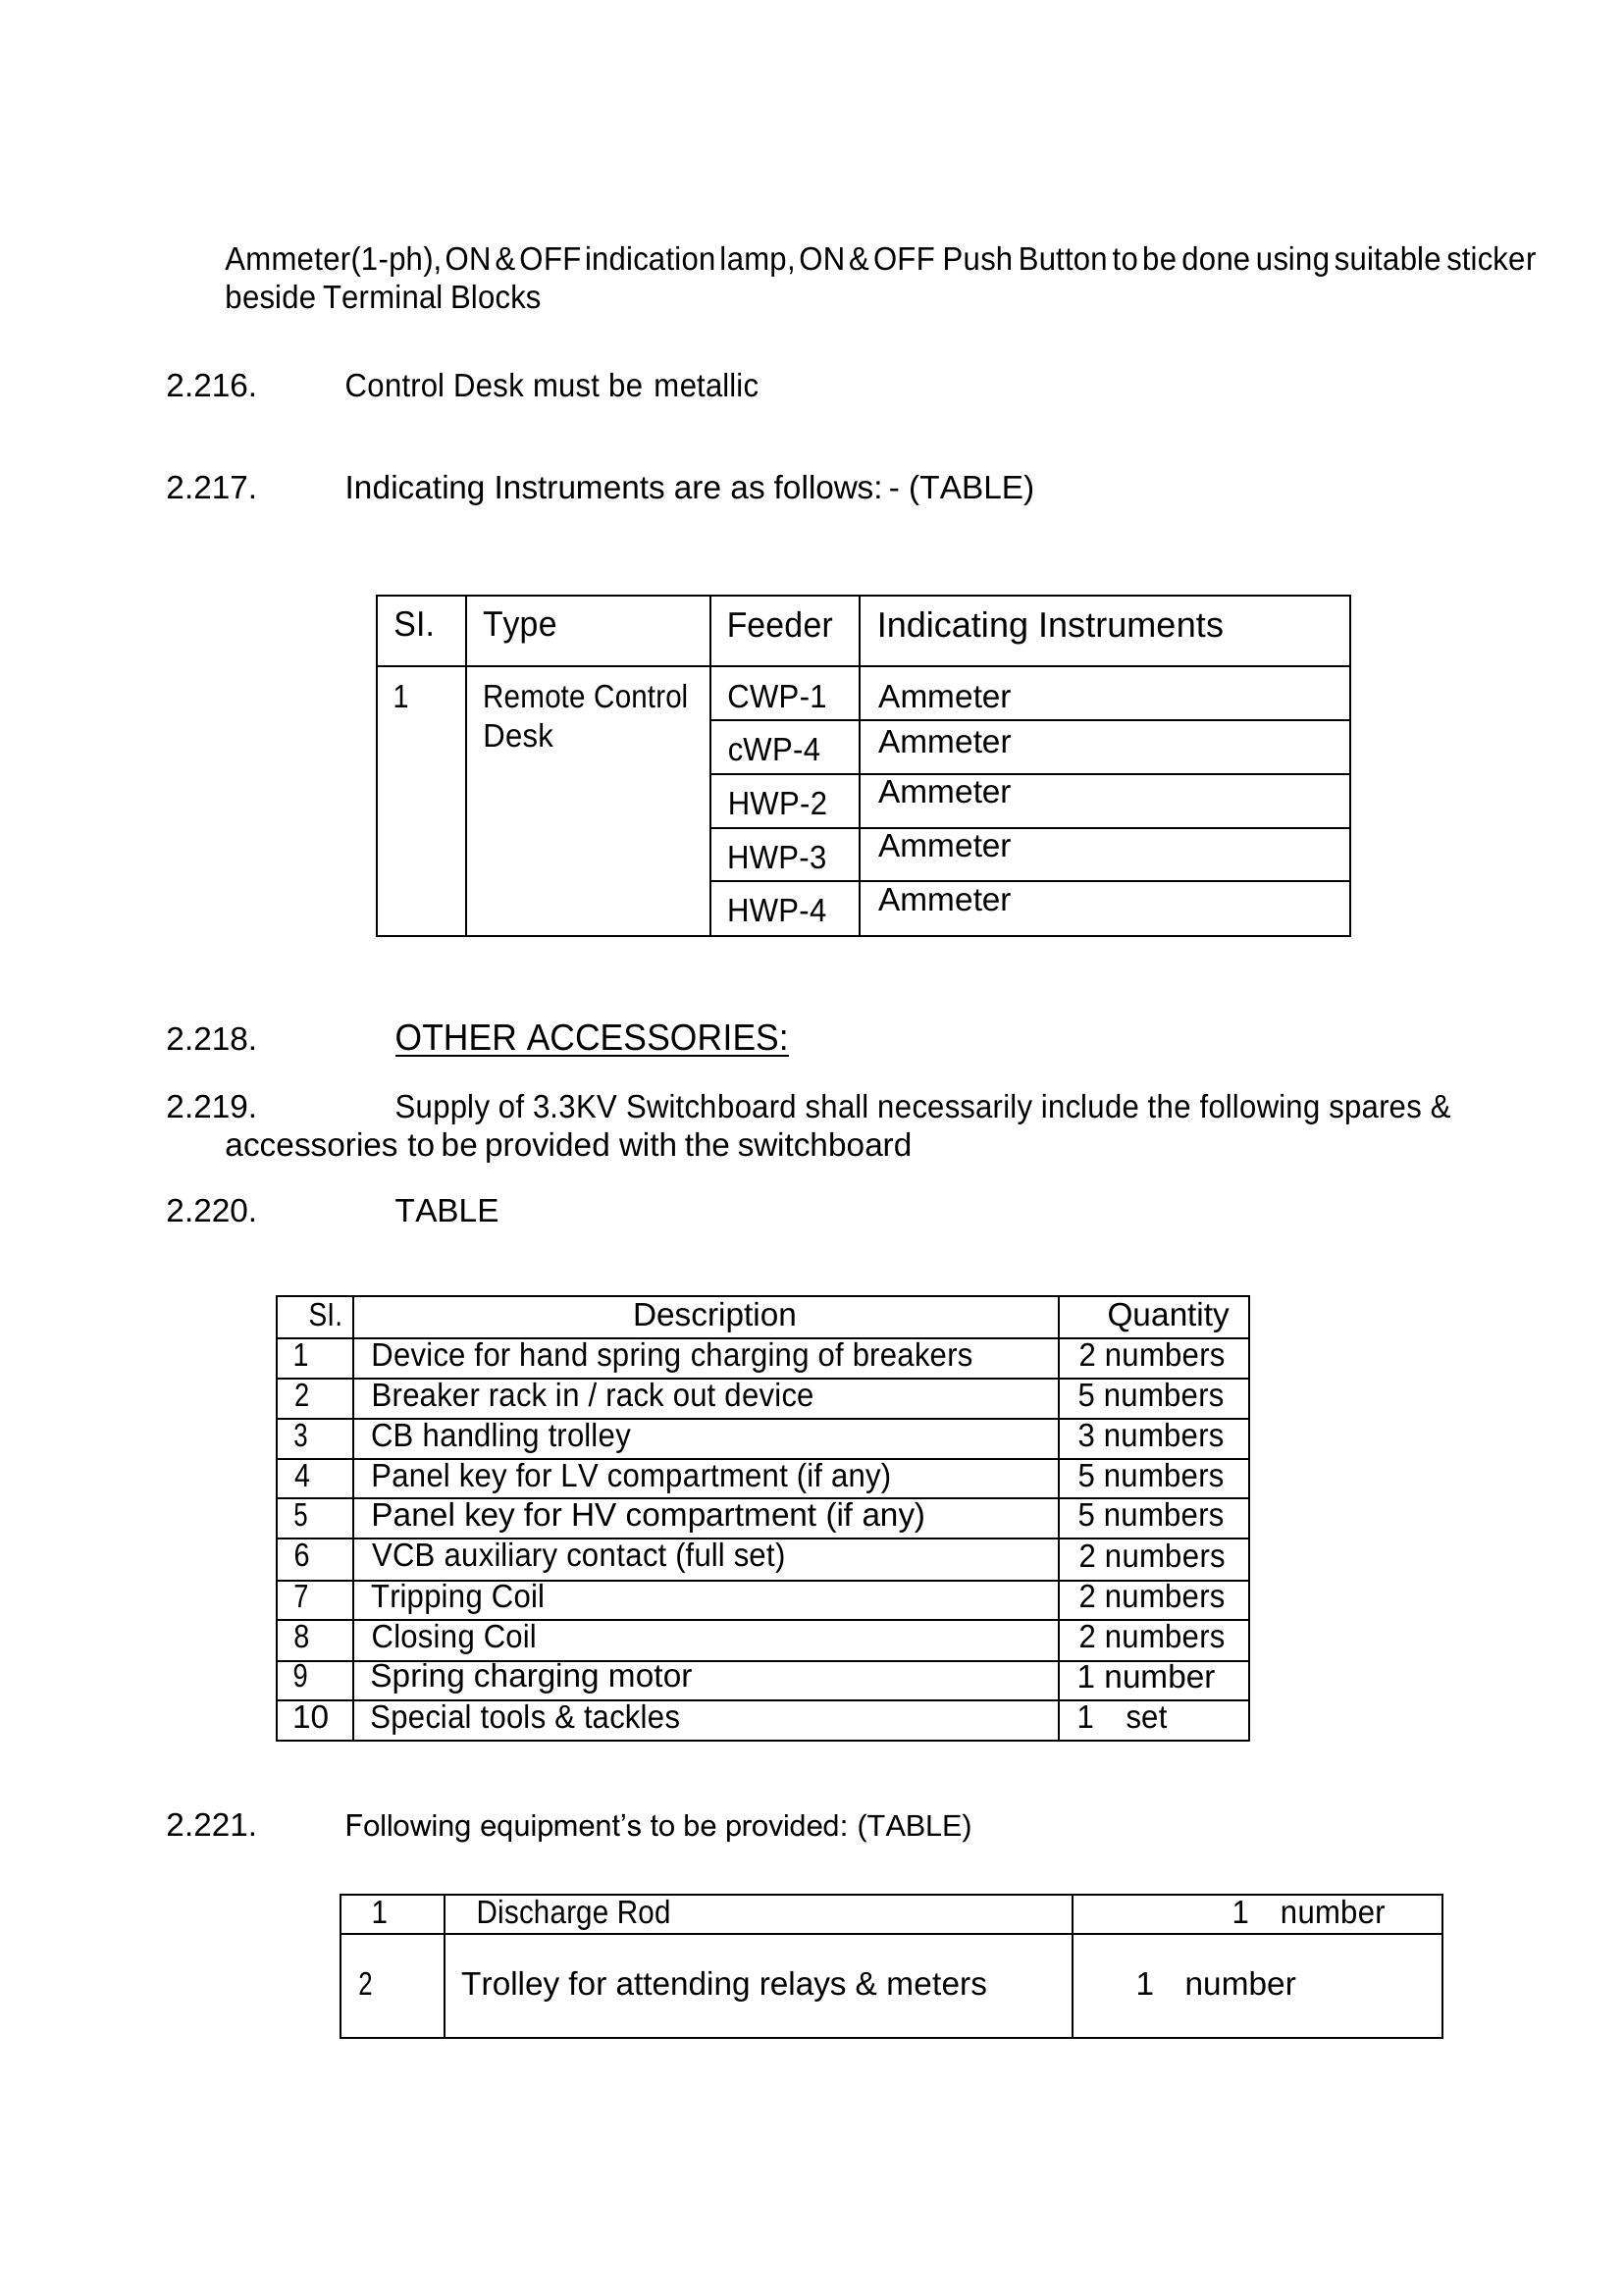 Ammeter(1-ph), ON & OFF indication lamp, ON & OFF Push Button to be done using suitable sticker
beside Terminal Blocks
2.216. Control Desk must be metallic
2.217. Indicating Instruments are as follows: - (TABLE)
SI. Type Feeder Indicating Instruments
1 Remote Control CWP-1 Ammeter
Desk
cWP-4 Ammeter
HWP-2 Ammeter
HWP-3 Ammeter
HWP-4 Ammeter
2.218. OTHER ACCESSORIES:
2.219. Supply of 3.3KV Switchboard shall necessarily include the following spares &
accessories to be provided with the switchboard
2.220. TABLE
SI. Description Quantity
1 Device for hand spring charging of breakers 2 numbers
2 Breaker rack in / rack out device 5 numbers
3 CB handling trolley 3 numbers
4 Panel key for LV compartment (if any) 5 numbers
5 Panel key for HV compartment (if any) 5 numbers
6 VCB auxiliary contact (full set) 2 numbers
7 Tripping Coil 2 numbers
8 Closing Coil 2 numbers
9 Spring charging motor 1 number
10 Special tools & tackles 1 set
2.221. Following equipment’s to be provided: (TABLE)
1 Discharge Rod 1 number
2 Trolley for attending relays & meters 1 number